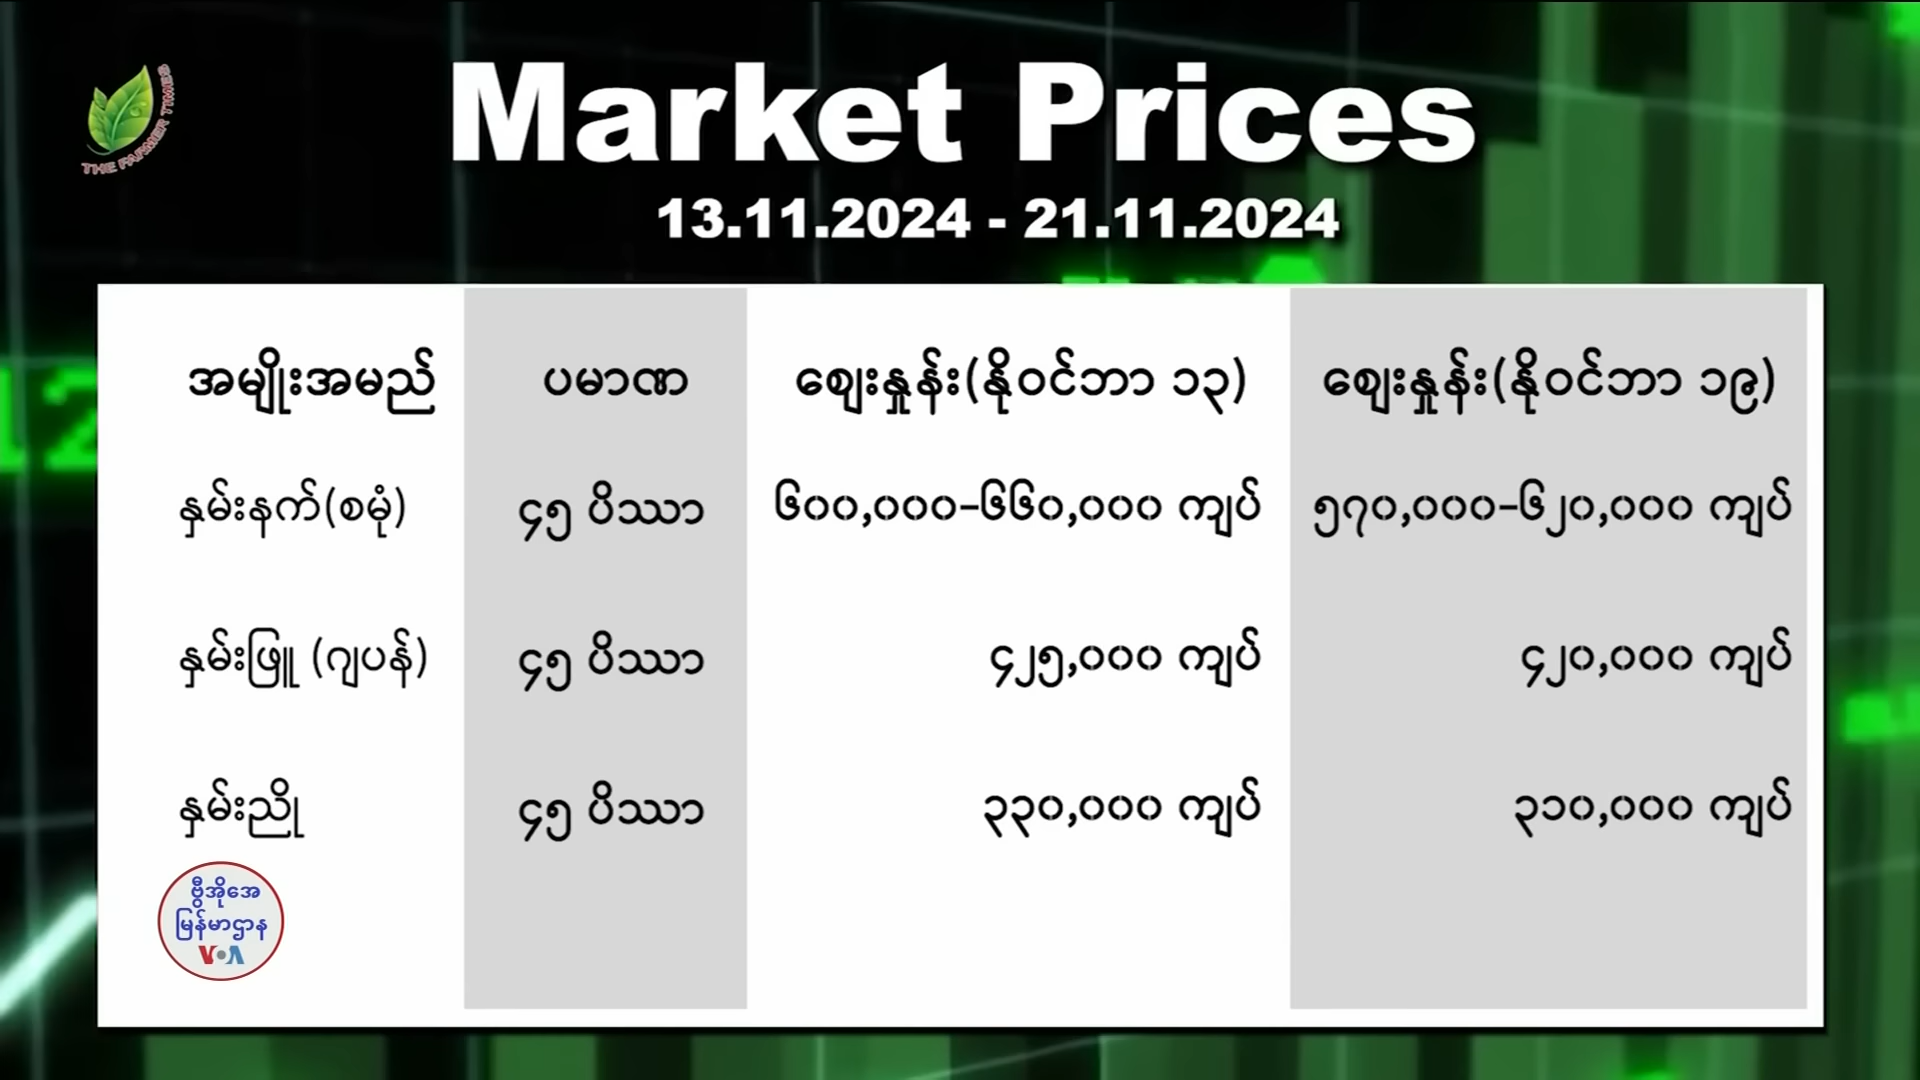 THE FARMER TIMES
Market Prices
13.11.2024 - 21.11.2024
အမျိုးအမည် ပမာဏ ဈေးနှုန်း(နိုဝင်ဘာ ၁၃) ဈေးနှုန်း(နိုဝင်ဘာ ၁၉)
နှမ်းနက်(စမုံ) ၄၅ ပိဿာ ၆၀၀,၀၀၀-၆၆၀,၀၀၀ ကျပ် ၅၇၀,၀၀၀-၆၂၀,၀၀၀ ကျပ်
နှမ်းဖြူ (ဂျပန်) ၄၅ ပိဿာ ၄၂၅,၀၀၀ ကျပ် ၄၂၀,၀၀၀ ကျပ်
နှမ်းညို ၄၅ ပိဿာ ၃၃၀,၀၀၀ ကျပ် ၃၁၀,၀၀၀ ကျပ်
ဗွီအိုအေ
မြန်မာဌာန
VOA
12